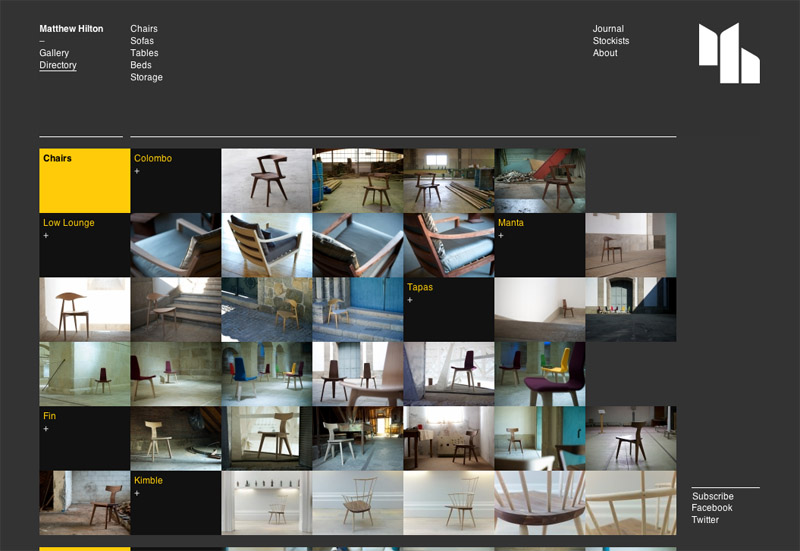 Matthew Hilton
–
Gallery
Directory
Chairs
Sofas
Tables
Beds
Storage
Journal
Stockists
About
Chairs
Colombo
+
Low Lounge
+
Manta
+
Tapas
+
Fin
+
Kimble
+
Subscribe
Facebook
Twitter